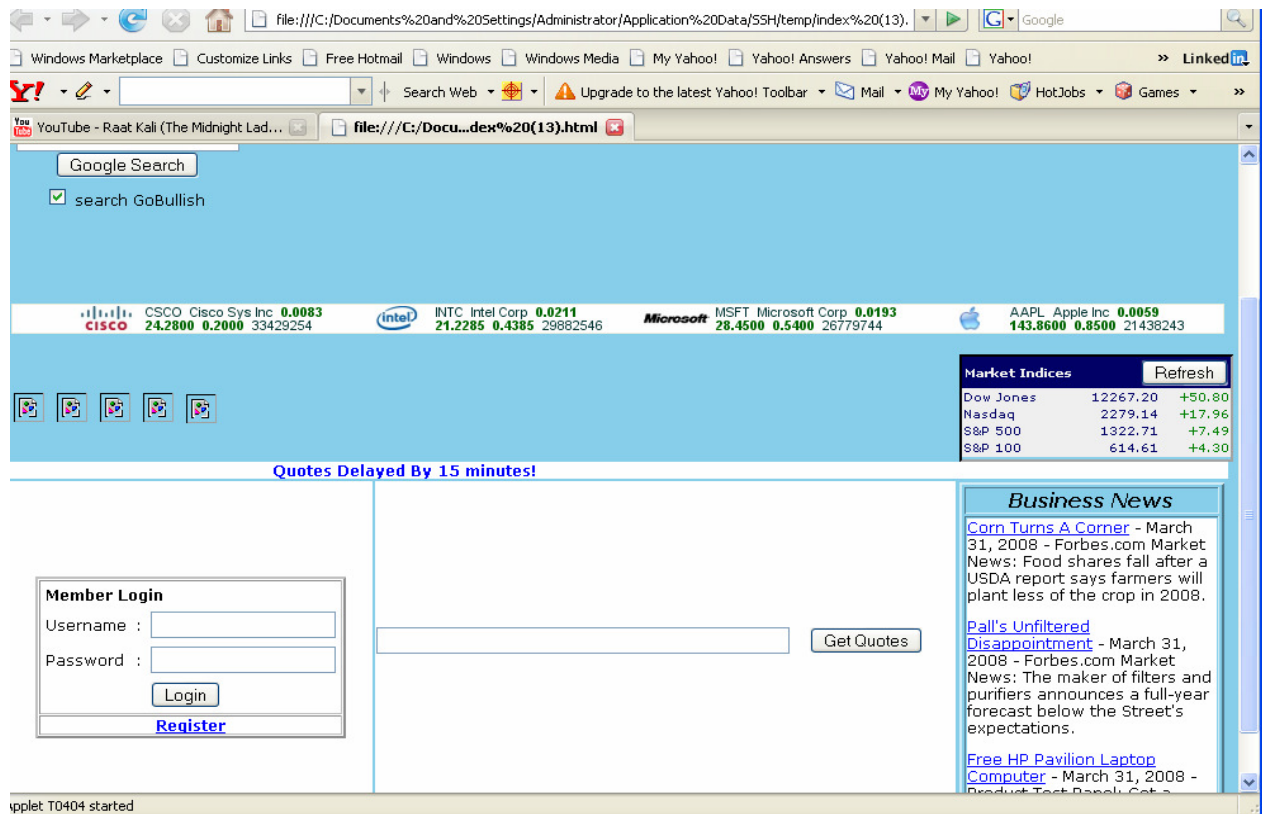 file:///C:/Documents%20and%20Settings/Administrator/Application%20Data/SSH/temp/index%20(13).
G
Google
Windows Marketplace Customize Links Free Hotmail Windows Windows Media My Yahoo! Yahoo! Answers Yahoo! Mail Yahoo! » Linked in
Y! Search Web Upgrade to the latest Yahoo! Toolbar Mail My My Yahoo! HotJobs Games »
You Tube YouTube - Raat Kali (The Midnight Lad... file:///C:/Docu...dex%20(13).html
Google Search
search GoBullish
CISCO CSCO Cisco Sys Inc 0.0083
24.2800 0.2000 33429254
intel INTC Intel Corp 0.0211
21.2285 0.4385 29882546
Microsoft MSFT Microsoft Corp 0.0193
28.4500 0.5400 26779744
AAPL Apple Inc 0.0059
143.8600 0.8500 21438243
Market Indices Refresh
Dow Jones 12267.20 +50.80
Nasdaq 2279.14 +17.96
S&P 500 1322.71 +7.49
S&P 100 614.61 +4.30
Quotes Delayed By 15 minutes!
Member Login
Username :
Password :
Login
Register
Get Quotes
Business News
Corn Turns A Corner - March
31, 2008 - Forbes.com Market
News: Food shares fall after a
USDA report says farmers will
plant less of the crop in 2008.
Pall's Unfiltered
Disappointment - March 31,
2008 - Forbes.com Market
News: The maker of filters and
purifiers announces a full-year
forecast below the Street's
expectations.
Free HP Pavilion Laptop
Computer - March 31, 2008 -
Product Test Panel: Get a
Applet T0404 started